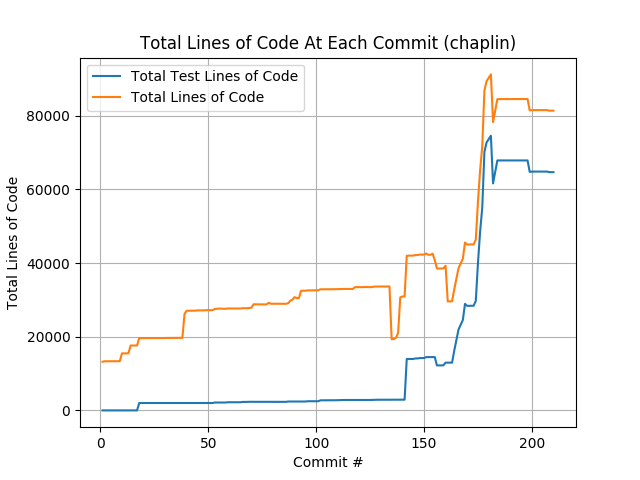 Total Lines of Code At Each Commit (chaplin)
Total Test Lines of Code
Total Lines of Code
80000
60000
40000
20000
0
Total Lines of Code
0 50 100 150 200
Commit #